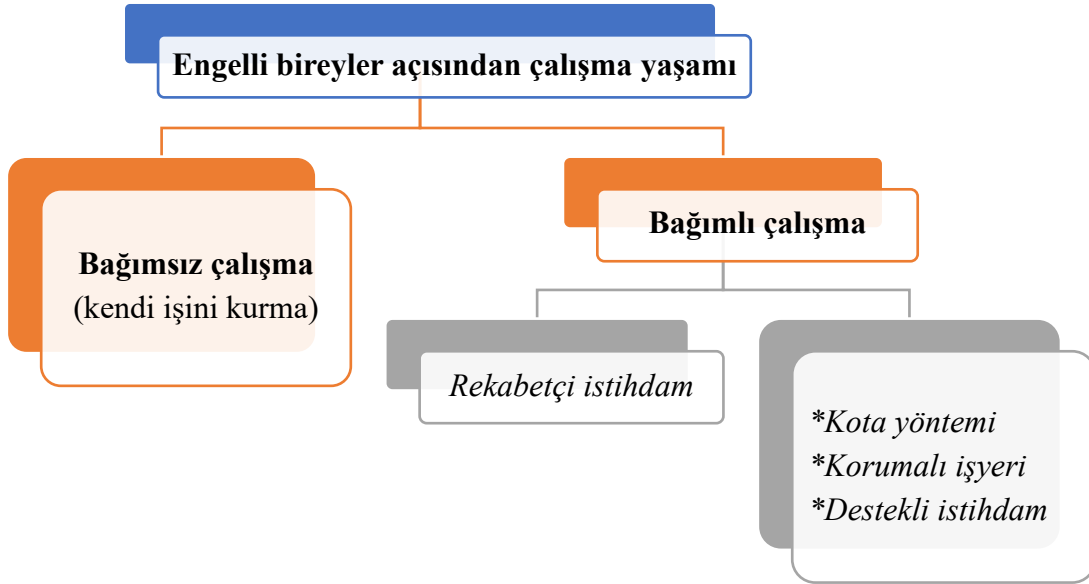 Engelli bireyler açısından çalışma yaşamı
Bağımsız çalışma
(kendi işini kurma)
Bağımlı çalışma
Rekabetçi istihdam
*Kota yöntemi
*Korumalı işyeri
*Destekli istihdam